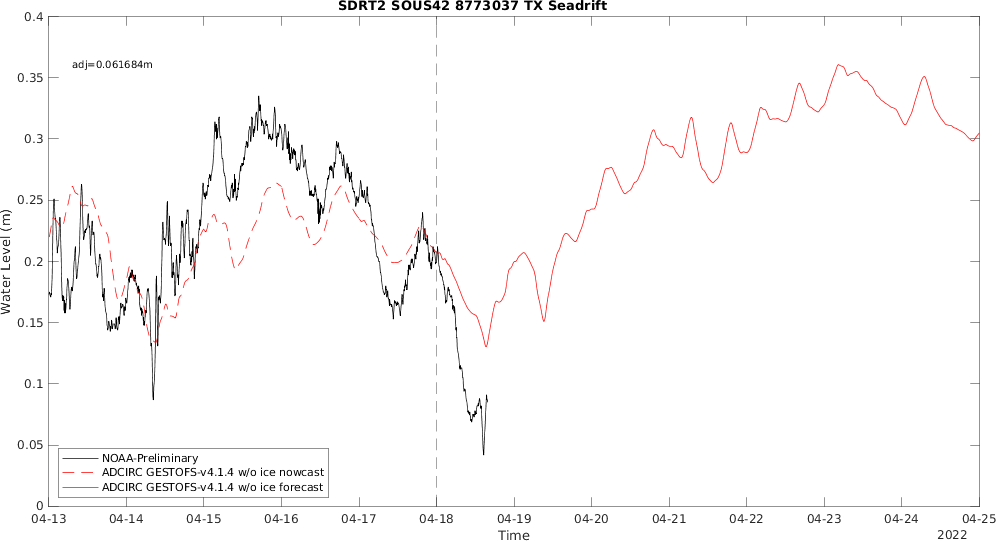 SDRT2 SOUS42 8773037 TX Seadrift
0.4
adj=0.061684m
0.35
0.3
0.25
0.2
0.15
0.1
0.05
0
Water Level (m)
NOAA-Preliminary
ADCIRC GESTOFS-v4.1.4 w/o ice nowcast
ADCIRC GESTOFS-v4.1.4 w/o ice forecast
04-13 04-14 04-15 04-16 04-17 04-18 04-19 04-20 04-21 04-22 04-23 04-24 04-25
Time
2022